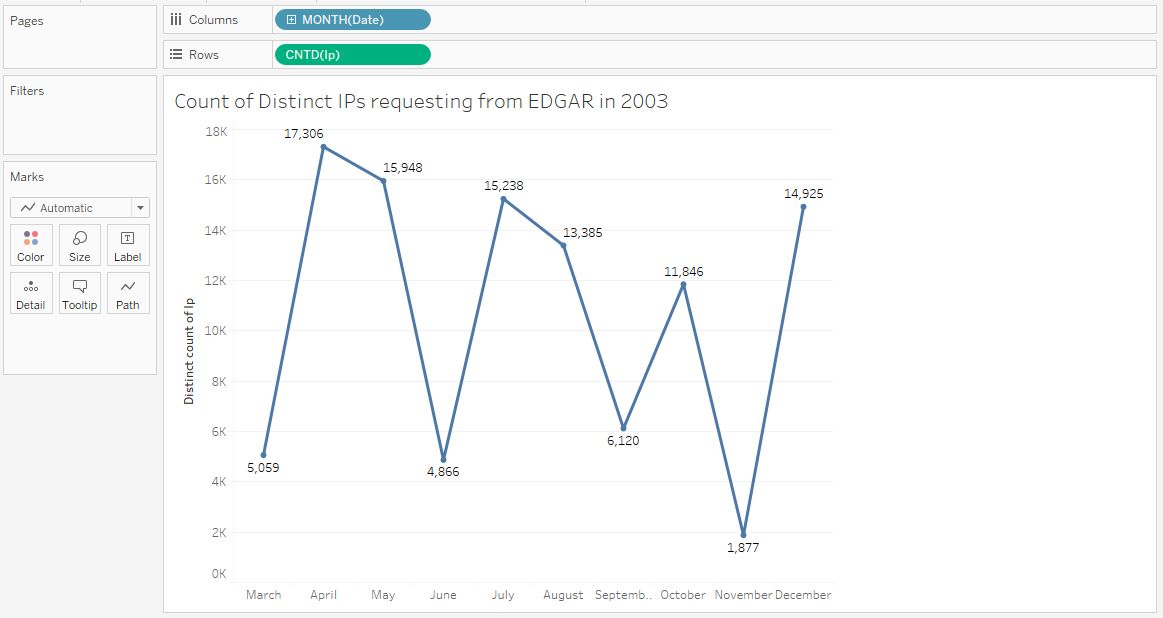 Pages
Columns
MONTH(Date)
Rows
CNTD(Ip)
Filters
Marks
Automatic
Color
Size
Label
Detail
Tooltip
Path
Count of Distinct IPs requesting from EDGAR in 2003
Distinct count of Ip
18K
16K
14K
12K
10K
8K
6K
4K
2K
0K
5,059
17,306
15,948
4,866
15,238
13,385
6,120
11,846
1,877
14,925
March
April
May
June
July
August
Septemb..
October
November
December